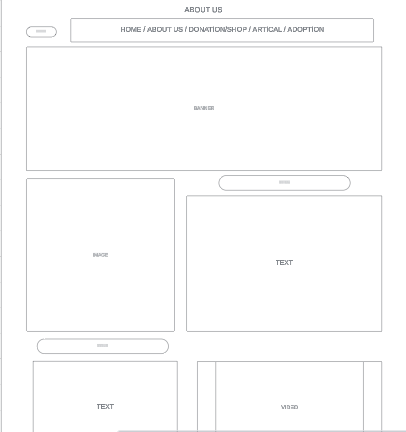 ABOUT US
HOME / ABOUT US / DONATION/SHOP / ARTICAL / ADOPTION
BANNER
IMAGE
TEXT
TEXT
VIDEO